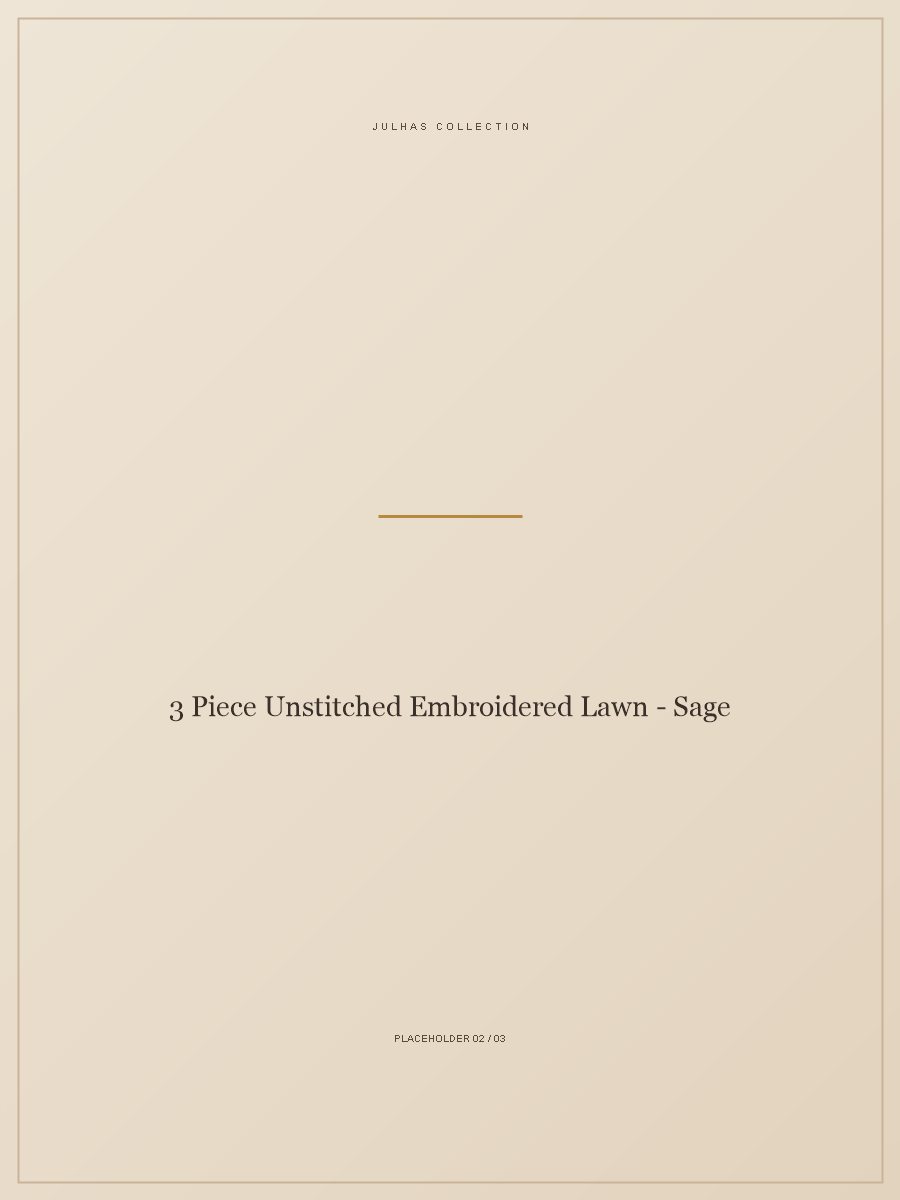 JULHAS COLLECTION
3 Piece Unstitched Embroidered Lawn - Sage
PLACEHOLDER 02 / 03